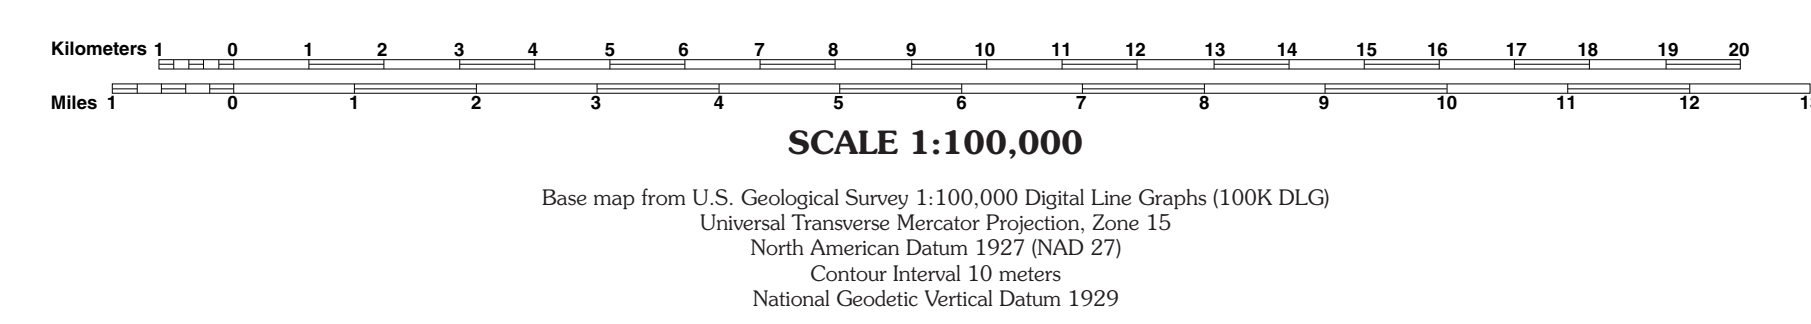 Kilometers 1 0 1 2 3 4 5 6 7 8 9 10 11 12 13 14 15 16 17 18 19 20
Miles 1 0 1 2 3 4 5 6 7 8 9 10 11 12
SCALE 1:100,000
Base map from U.S. Geological Survey 1:100,000 Digital Line Graphs (100K DLG)
Universal Transverse Mercator Projection, Zone 15
North American Datum 1927 (NAD 27)
Contour Interval 10 meters
National Geodetic Vertical Datum 1929